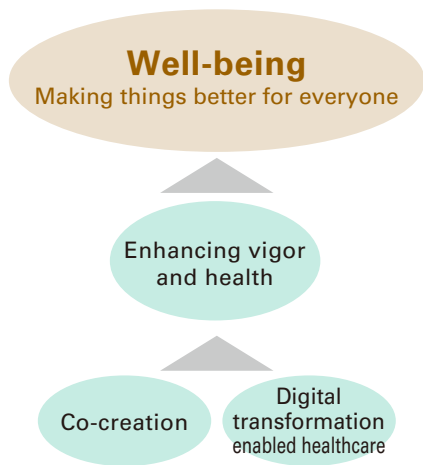 Well-being
Making things better for everyone
Enhancing vigor
and health
Co-creation
Digital
transformation
enabled healthcare